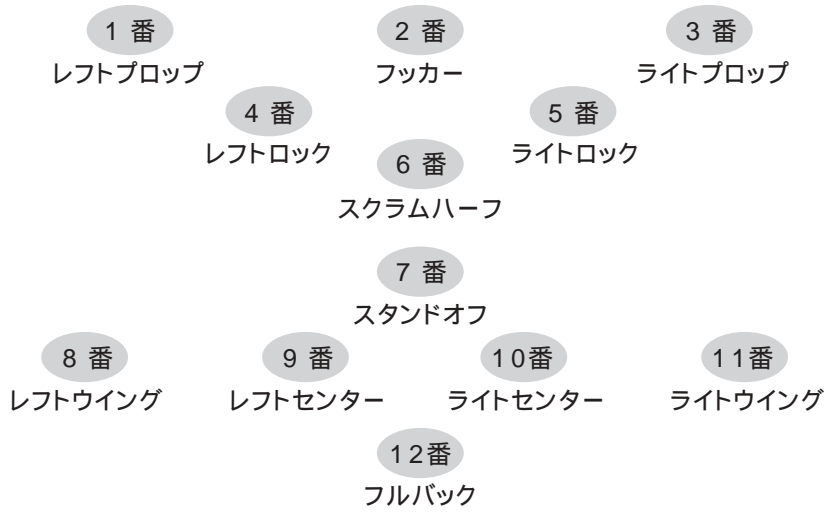 1 番 2 番 3 番
レフトプロップ フッカー ライトプロップ
4 番 5 番
レフトロック ライトロック
6 番
スクラムハーフ
7 番
スタンドオフ
8 番 9 番 10番 11番
レフトウイング レフトセンター ライトセンター ライトウイング
12番
フルバック